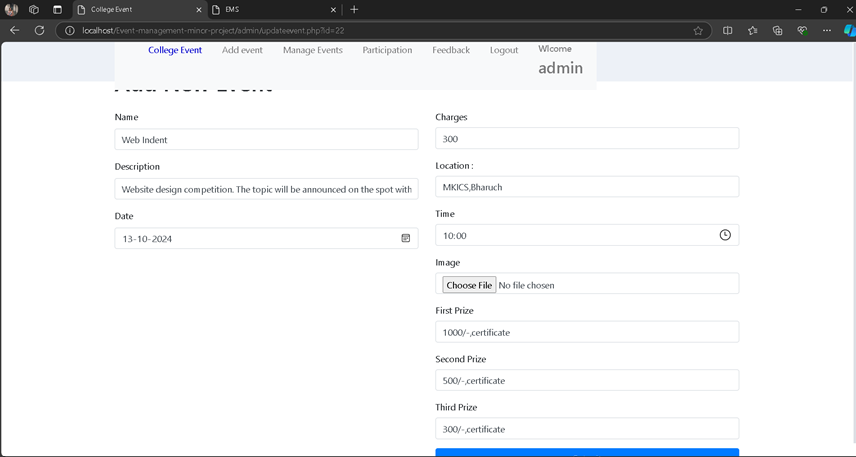 College Event
EMS
localhost/Event-management-minor-project/admin/updateevent.php?id=22
College Event Add event Manage Events Participation Feedback Logout Wlcome
admin
Add New Event
Name
Web Indent
Description
Website design competition. The topic will be announced on the spot with
Date
13-10-2024
Charges
300
Location :
MKICS,Bharuch
Time
10:00
Image
Choose File No file chosen
First Prize
1000/-,certificate
Second Prize
500/-,certificate
Third Prize
300/-,certificate